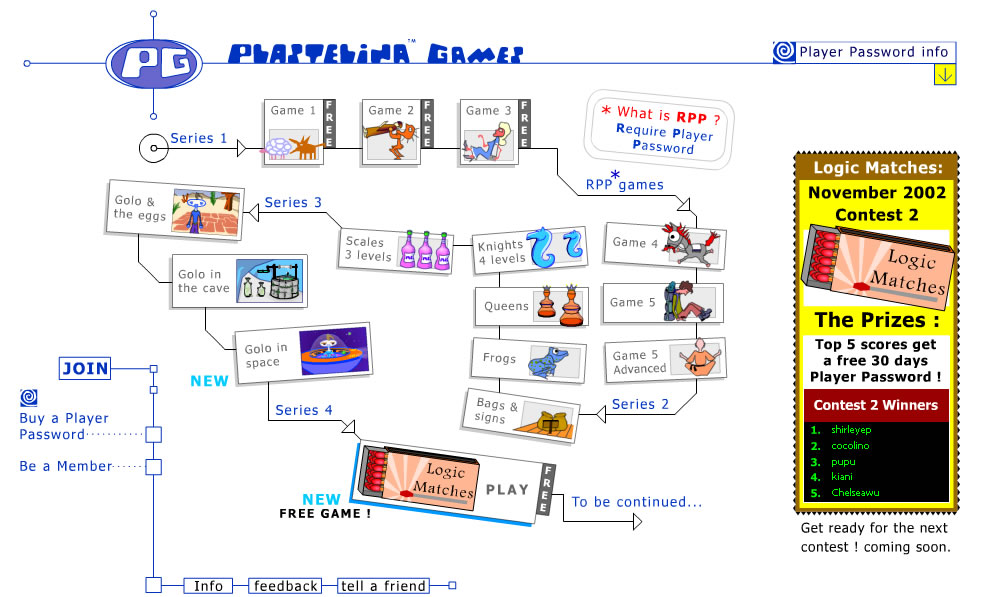 PG
PLASTELINA™ GAMES
Player Password info
Series 1
Game 1
FREE
Game 2
FREE
Game 3
FREE
* What is RPP ?
Require Player
Password
RPP* games
Game 4
Game 5
Game 5
Advanced
Series 2
Bags &
signs
Frogs
Queens
Knights
4 levels
Scales
3 levels
Series 3
Golo &
the eggs
Golo in
the cave
Golo in
space
NEW
Series 4
Logic
Matches
PLAY
FREE
NEW
FREE GAME !
To be continued...
JOIN
Buy a Player
Password
Be a Member
Info
feedback
tell a friend
Logic Matches:
November 2002
Contest 2
Logic
Matches
The Prizes :
Top 5 scores get
a free 30 days
Player Password !
Contest 2 Winners
1. shirleyep
2. cocolino
3. pupu
4. kiani
5. Chelseawu
Get ready for the next
contest ! coming soon.